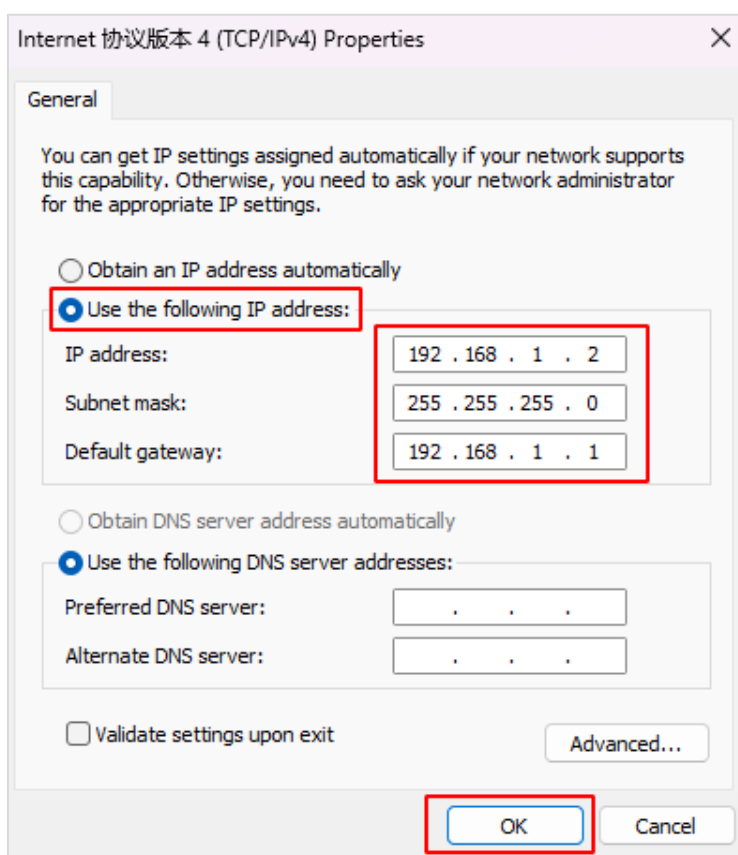 Internet 协议版本 4 (TCP/IPv4) Properties
General
You can get IP settings assigned automatically if your network supports
this capability. Otherwise, you need to ask your network administrator
for the appropriate IP settings.
Obtain an IP address automatically
Use the following IP address:
IP address: 192 . 168 . 1 . 2
Subnet mask: 255 . 255 . 255 . 0
Default gateway: 192 . 168 . 1 . 1
Obtain DNS server address automatically
Use the following DNS server addresses:
Preferred DNS server: . . .
Alternate DNS server: . . .
Validate settings upon exit
Advanced...
OK Cancel